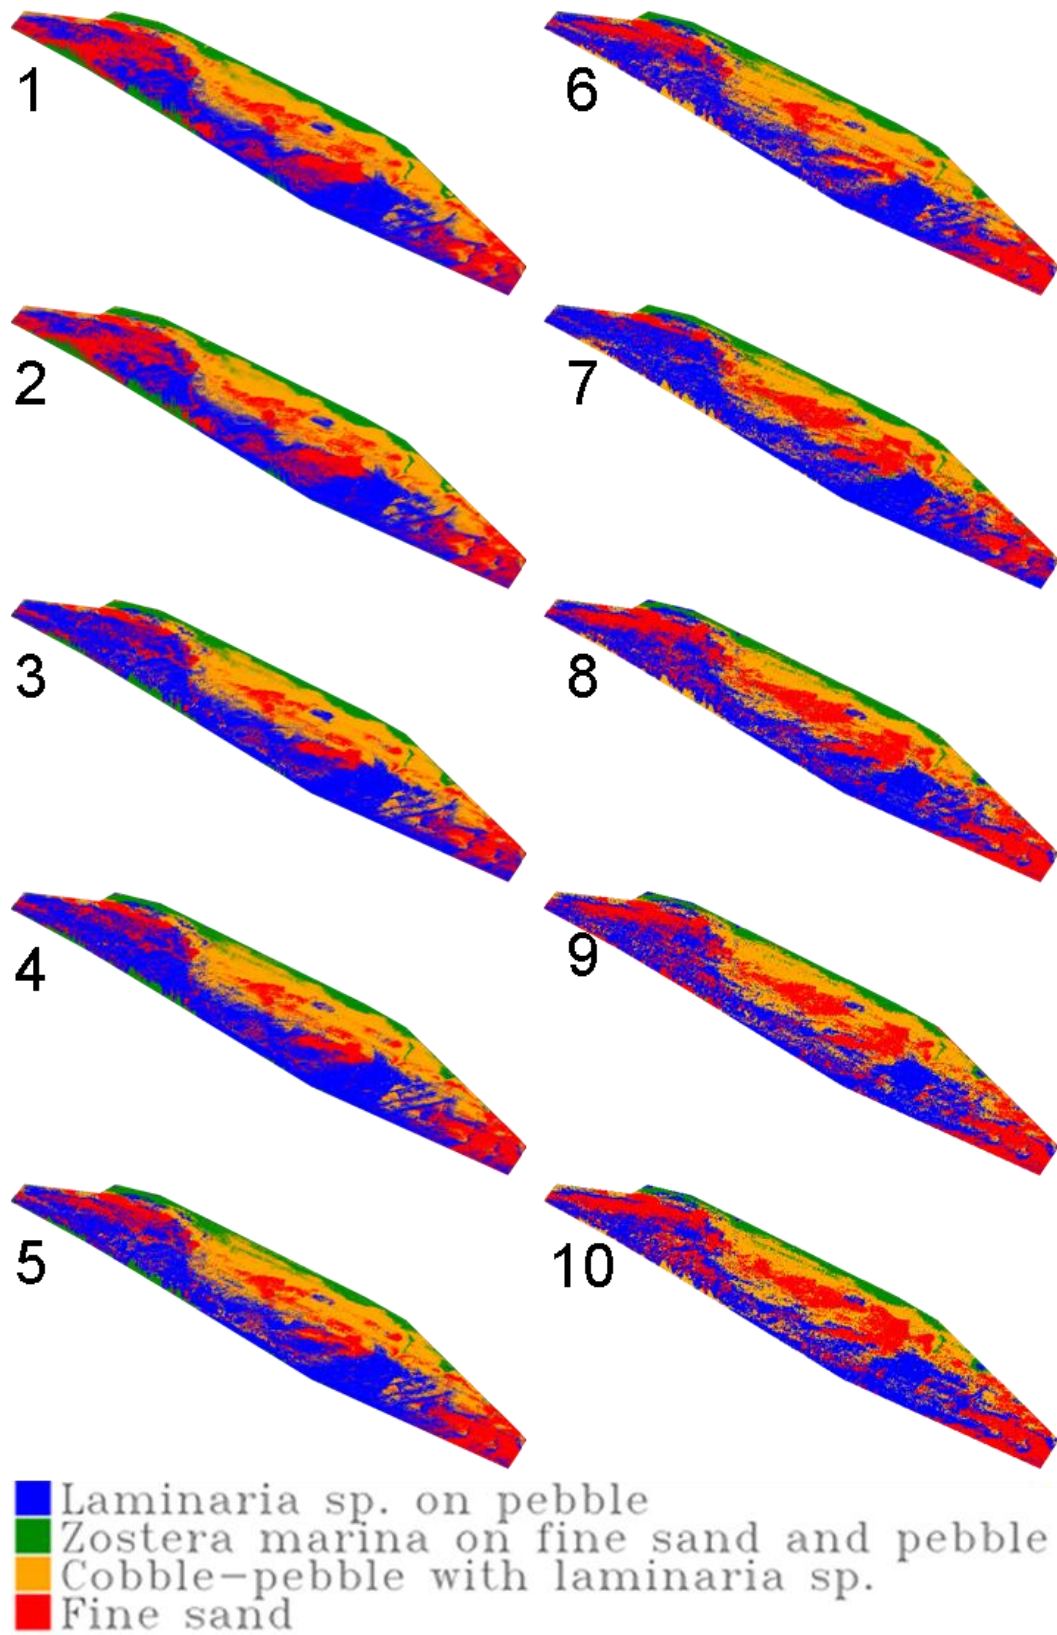 1
6
2
7
3
8
4
9
5
10
Laminaria sp. on pebble
Zostera marina on fine sand and pebble
Cobble-pebble with laminaria sp.
Fine sand